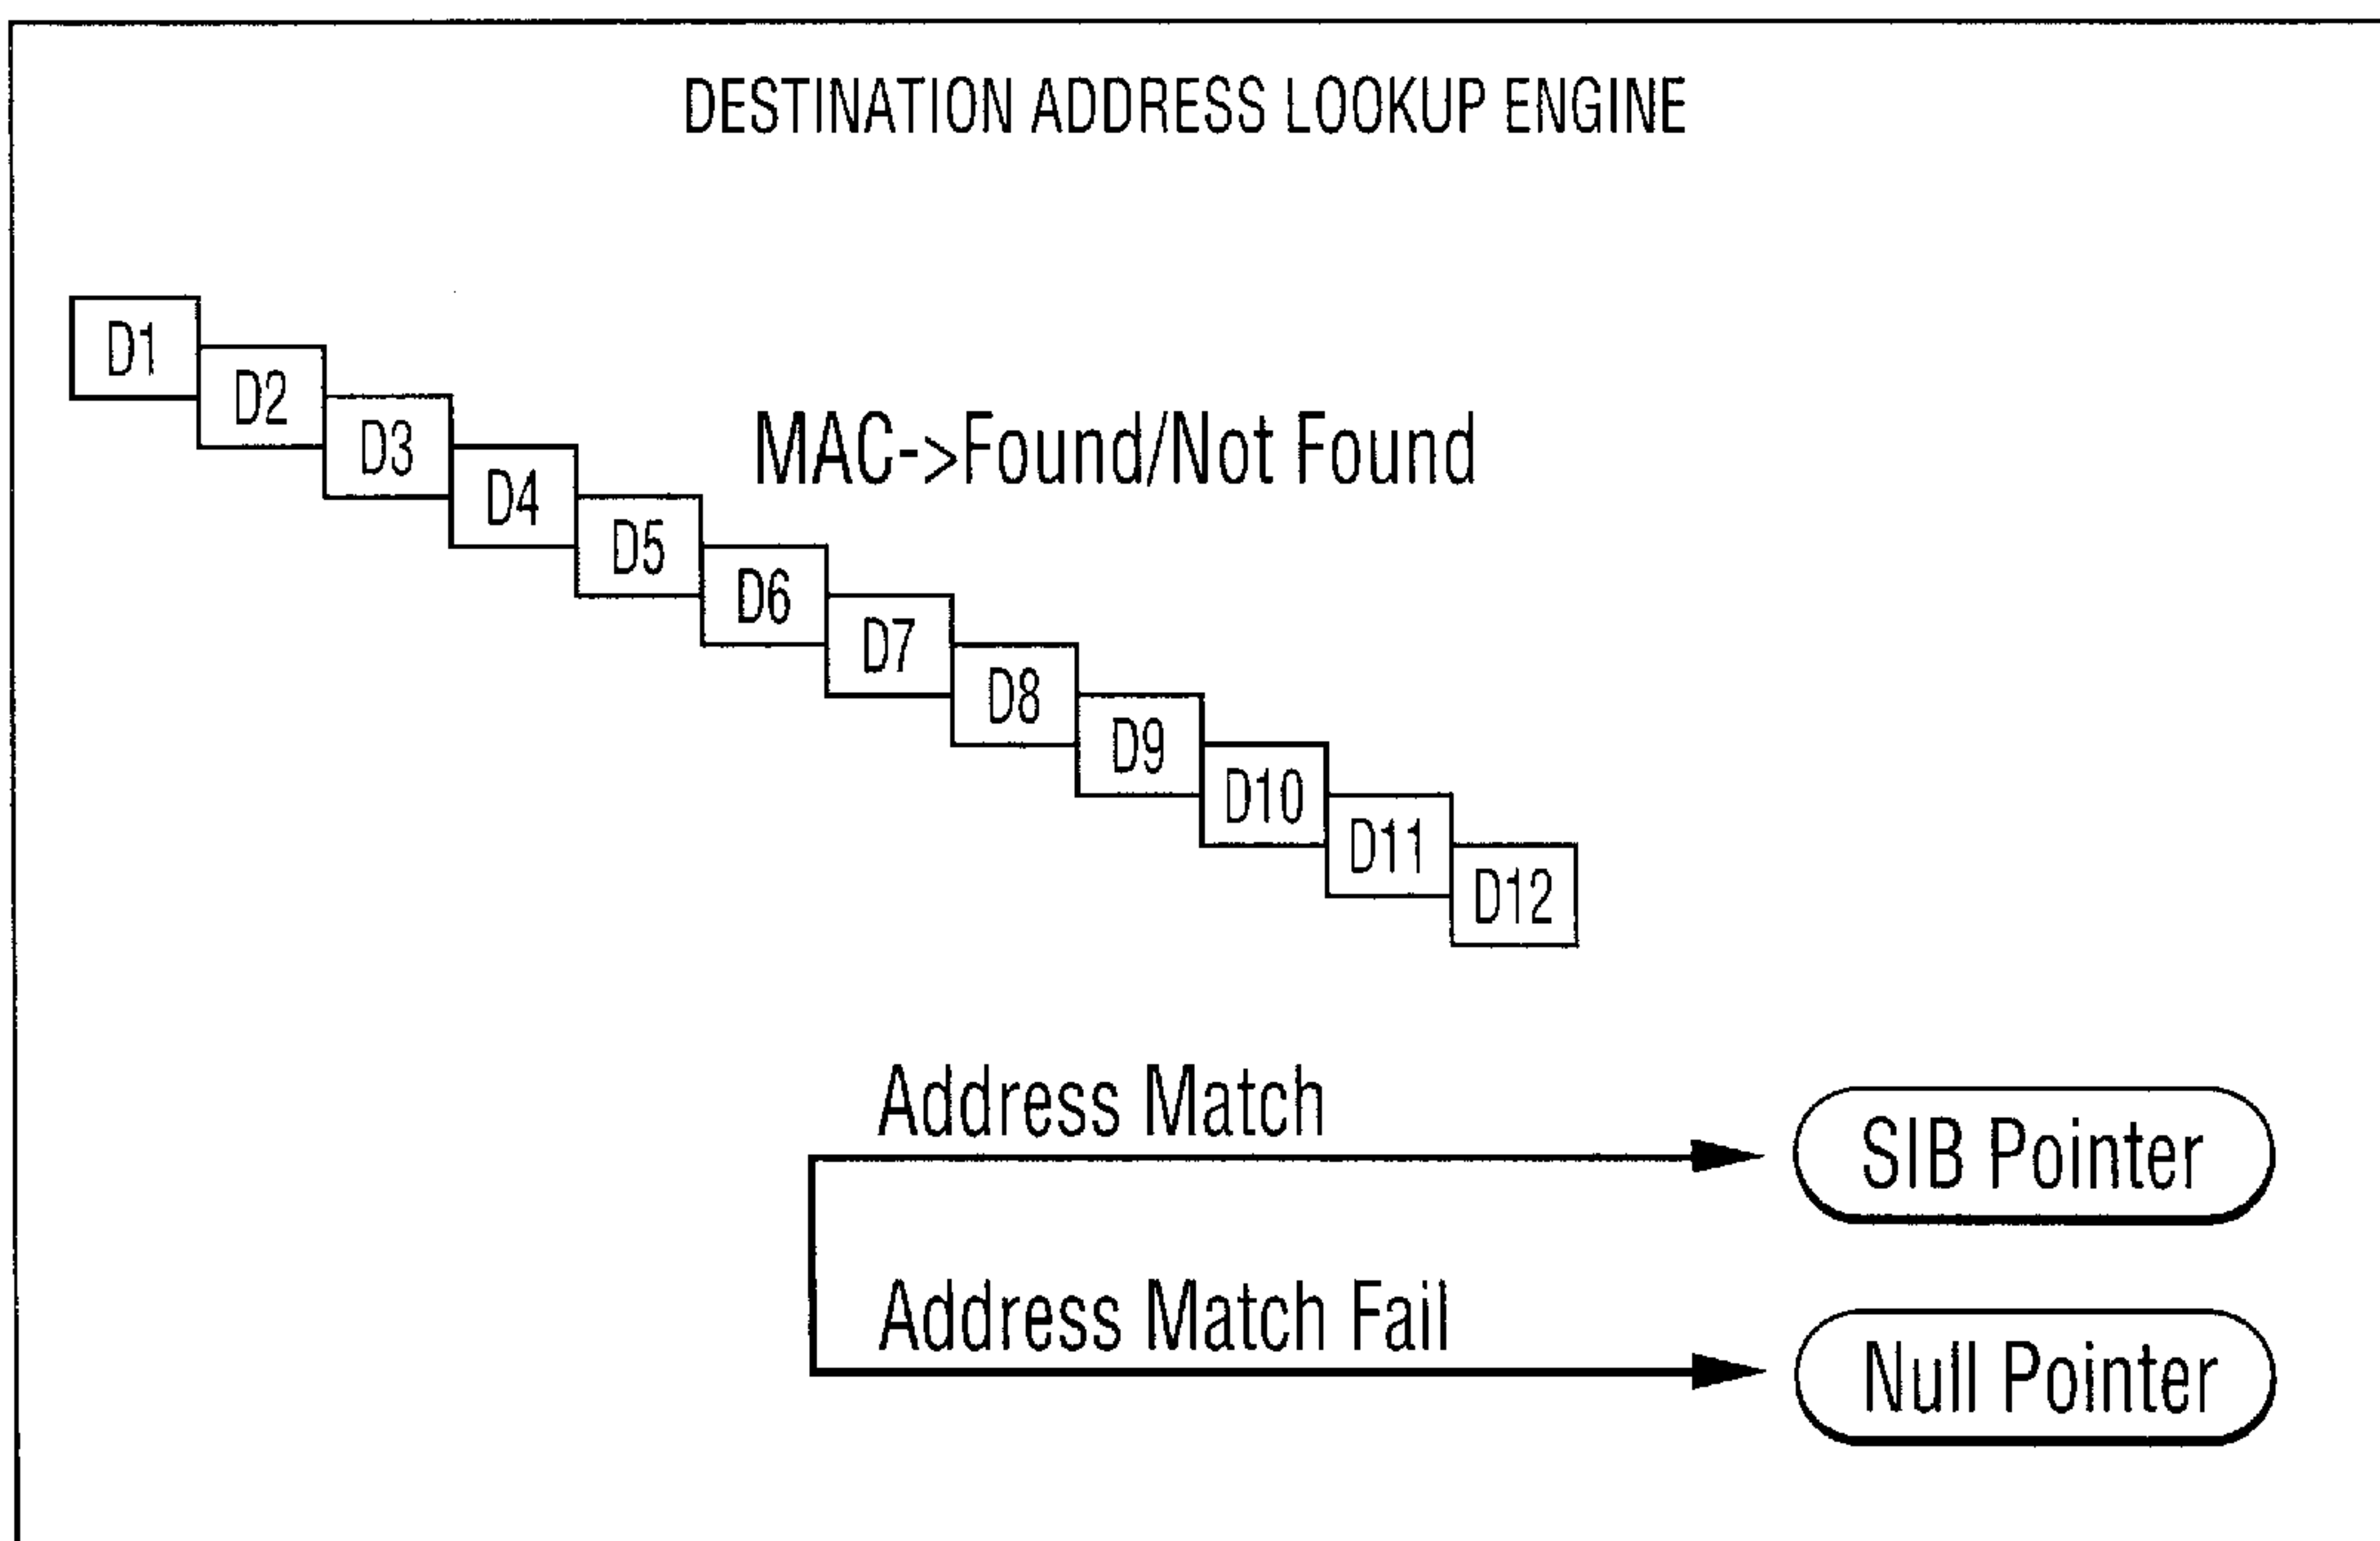 DESTINATION ADDRESS LOOKUP ENGINE
D1
D2
D3
MAC->Found/Not Found
D4
D5
D6
D7
D8
D9
D10
D11
D12
Address Match
SIB Pointer
Address Match Fail
Null Pointer